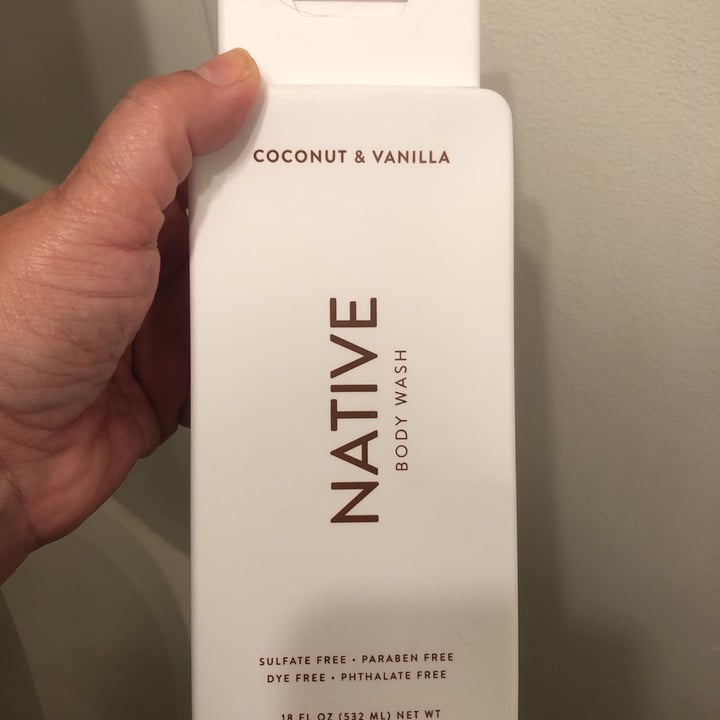 COCONUT & VANILLA
NATIVE
BODY WASH
SULFATE FREE • PARABEN FREE
DYE FREE • PHTHALATE FREE
18 FL OZ (532 ML) NET WT